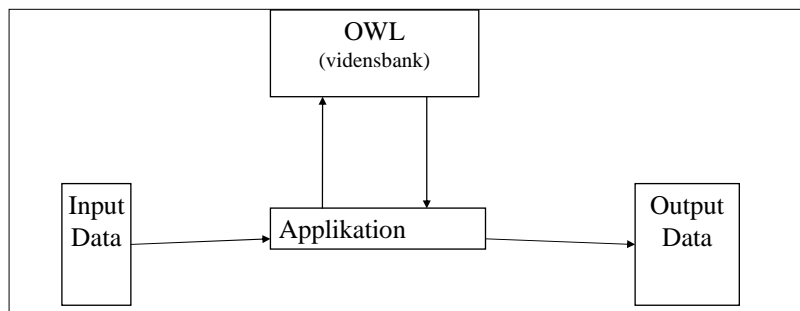 OWL
(vidensbank)
Input
Data
Applikation
Output
Data